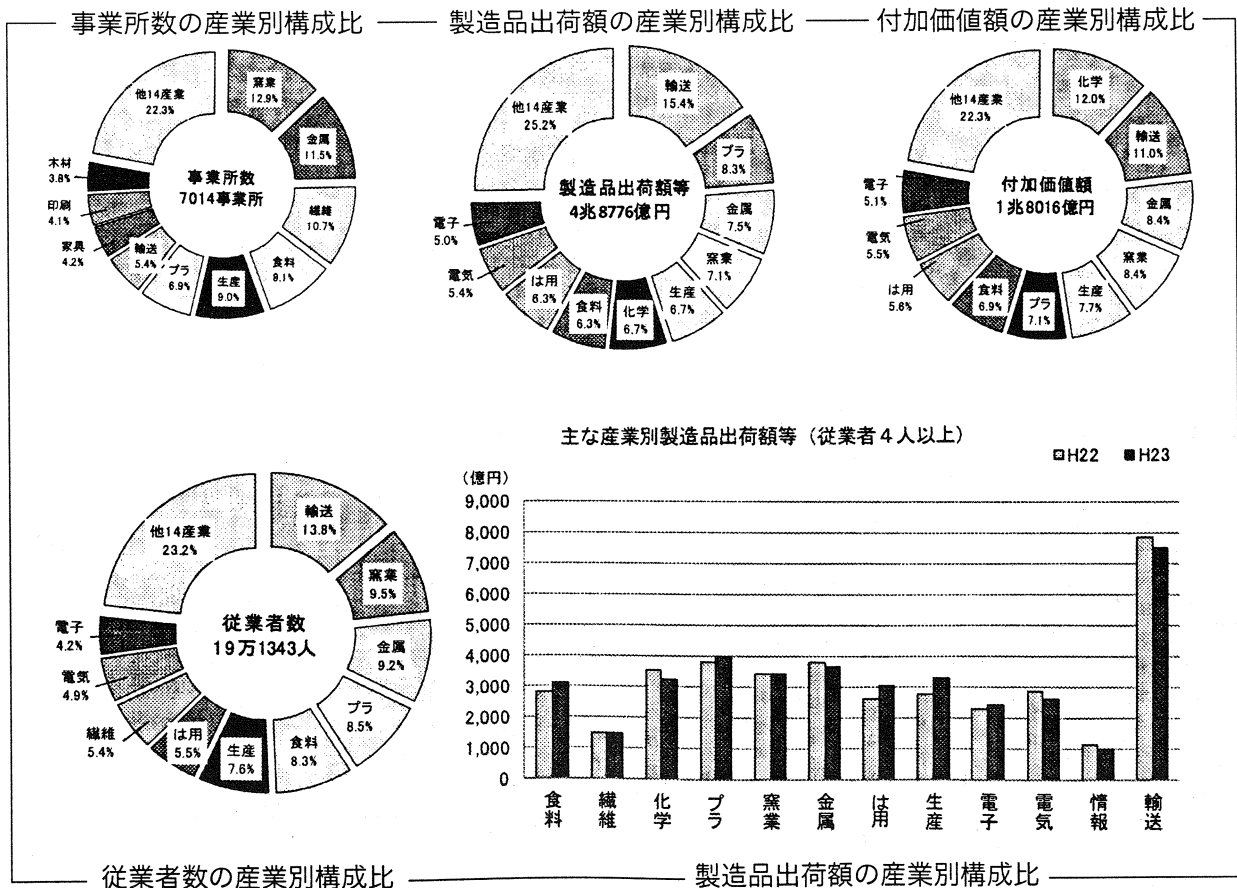 事業所数の産業別構成比
製造品出荷額の産業別構成比
付加価値額の産業別構成比
窯業
12.9%
金属
11.5%
繊維
10.7%
食料
8.1%
生産
9.0%
プラ
6.9%
輸送
5.4%
家具
4.2%
印刷
4.1%
木材
3.8%
他14産業
22.3%
事業所数
7014事業所
輸送
15.4%
プラ
8.3%
金属
7.5%
窯業
7.1%
生産
6.7%
化学
6.7%
食料
6.3%
は用
6.3%
電気
5.4%
電子
5.0%
他14産業
25.2%
製造品出荷額等
4兆8776億円
化学
12.0%
輸送
11.0%
金属
8.4%
窯業
8.4%
生産
7.7%
プラ
7.1%
食料
6.9%
は用
5.6%
電気
5.5%
電子
5.1%
他14産業
22.3%
付加価値額
1兆8016億円
輸送
13.8%
窯業
9.5%
金属
9.2%
プラ
8.5%
食料
8.3%
生産
7.6%
は用
5.5%
繊維
5.4%
電気
4.9%
電子
4.2%
他14産業
23.2%
従業者数
19万1343人
主な産業別製造品出荷額等（従業者４人以上）
H22 H23
(億円)
9,000
8,000
7,000
6,000
5,000
4,000
3,000
2,000
1,000
0
食料 繊維 化学 プラ 窯業 金属 は用 生産 電子 電気 情報 輸送
従業者数の産業別構成比
製造品出荷額の産業別構成比